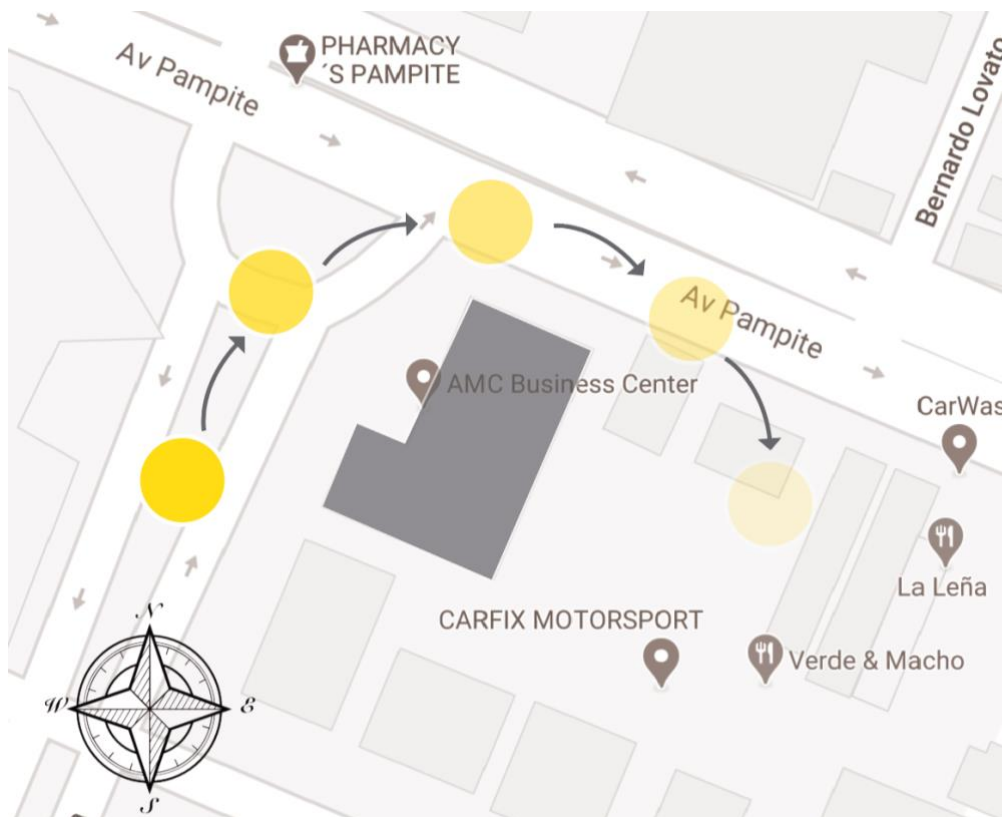 PHARMACY
´S PAMPITE
Av Pampite
Bernardo Lovato
Av Pampite
AMC Business Center
CarWas
La Leña
CARFIX MOTORSPORT
Verde & Macho
N
W
E
S